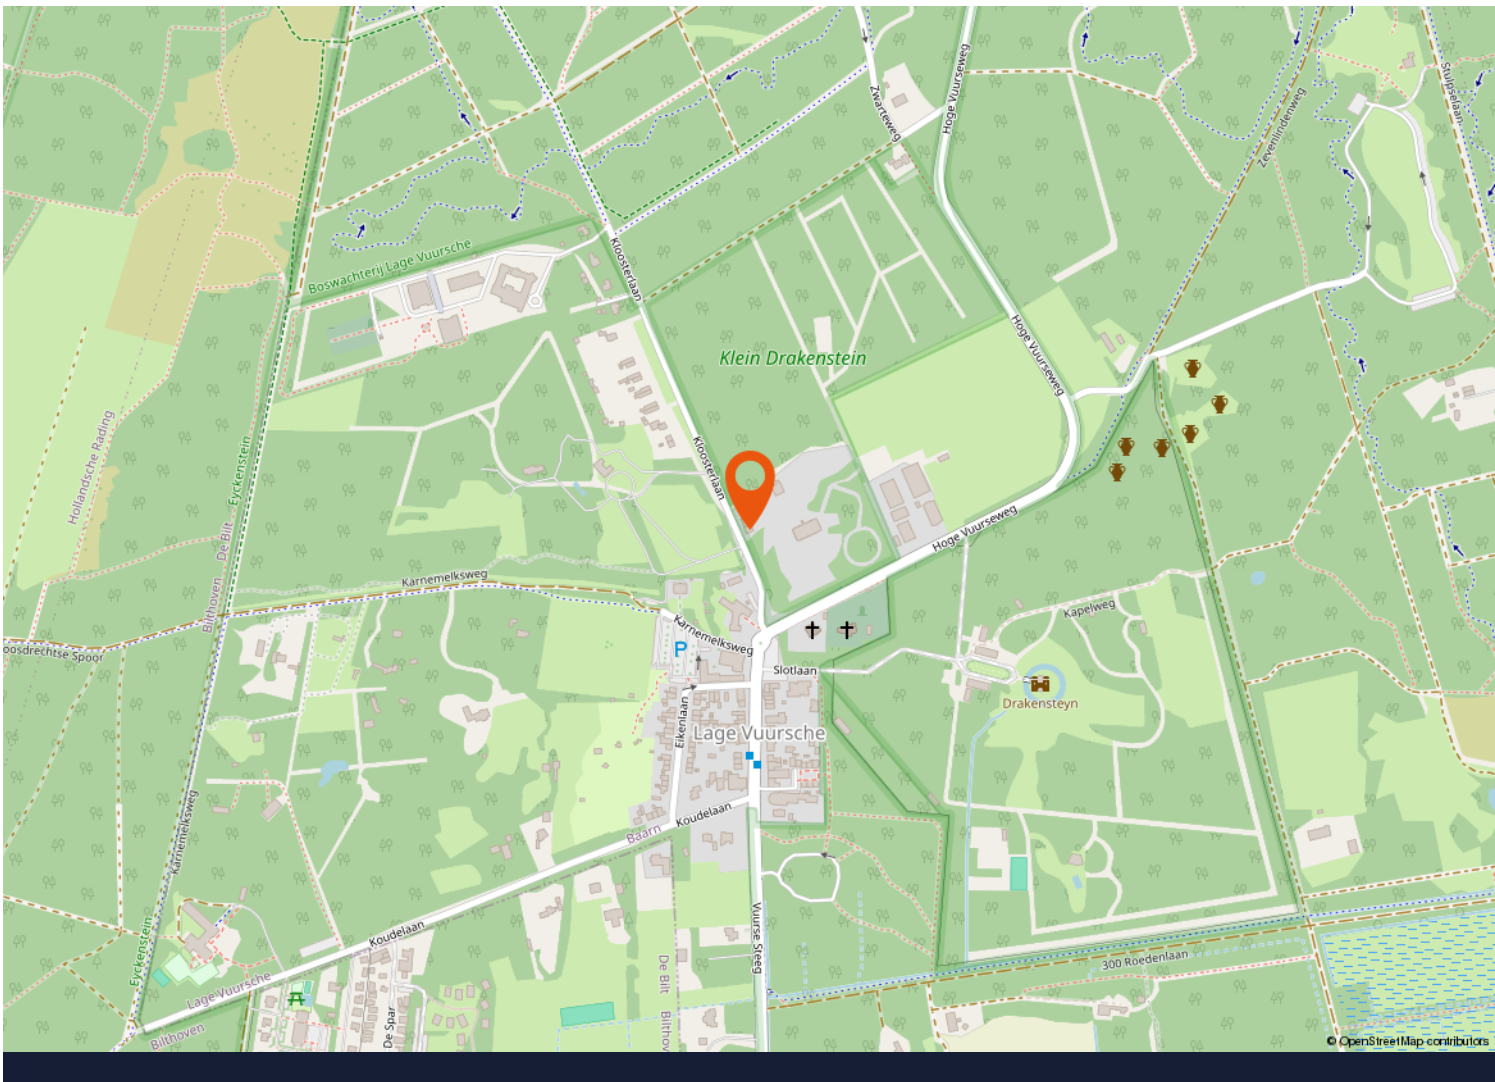 Hoge Vuurseweg
Zwarteweg
Stulpselaan
Zevenlindenweg
Boswachterij Lage Vuursche
Kloosterlaan
Klein Drakenstein
Hoge Vuurseweg
Hollandsche Rading
Eyckenstein
Kloosterlaan
De Bilt
Bilthoven
Hoge Vuurseweg
Karnemelksweg
Kapelweg
oosdrechtse Spoor
Karnemelksweg
P
Slotlaan
Drakensteyn
Eikenlaan
Lage Vuursche
Karnemelksweg
Koudelaan
Baarn
Koudelaan
Vuurse Steeg
Eyckenstein
300 Roedenlaan
Lage Vuursche
De Bilt
De Spar
Bilthov
Bilthoven
© OpenStreetMap contributors